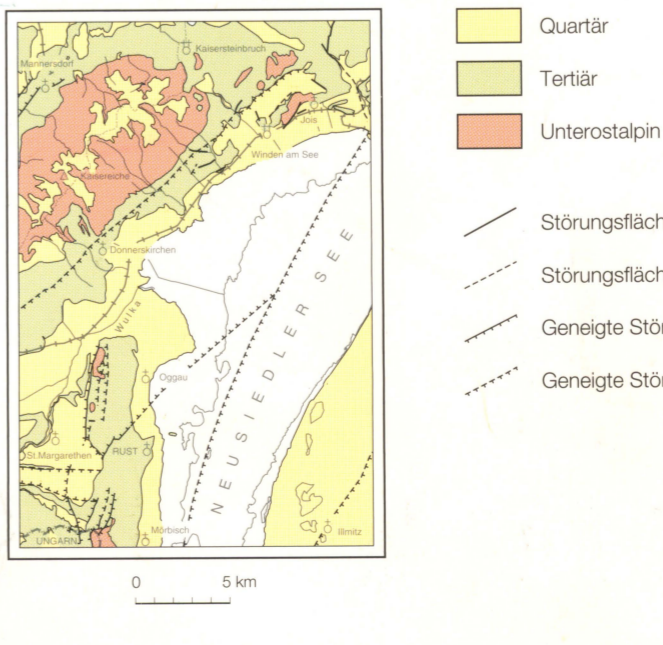 Quartär
Tertiär
Unterostalpin
Störungsfläch
Störungsfläch
Geneigte Stör
Geneigte Stör
Kaisersteinbruch
Mannersdorf
Jois
Winden am See
Kaisereiche
Donnerskirchen
Wulka
NEUSIEDLER SEE
Oggau
St.Margarethen
RUST
Mörbisch
UNGARN
Illmitz
0 5 km